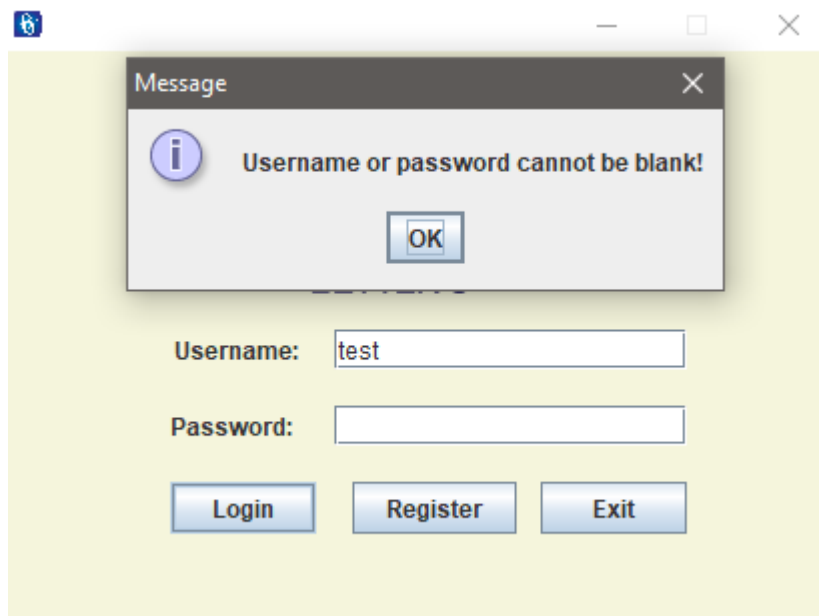 Message
Username or password cannot be blank!
OK
Username: test
Password:
Login Register Exit